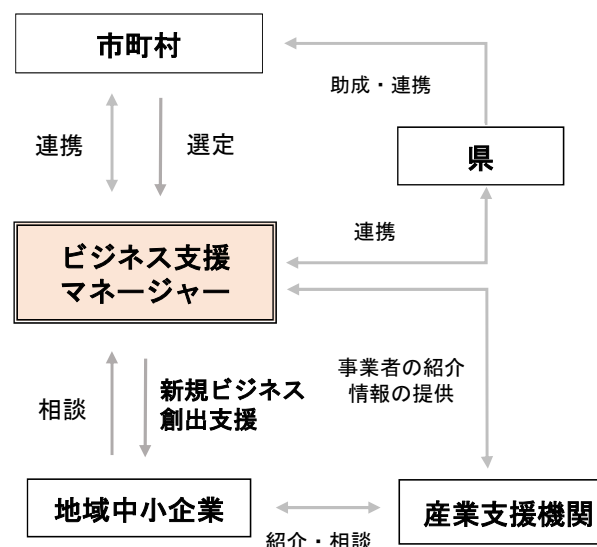 市町村
助成・連携
連携
選定
県
連携
ビジネス支援
マネージャー
事業者の紹介
情報の提供
相談
新規ビジネス
創出支援
地域中小企業
産業支援機関
紹介・相談